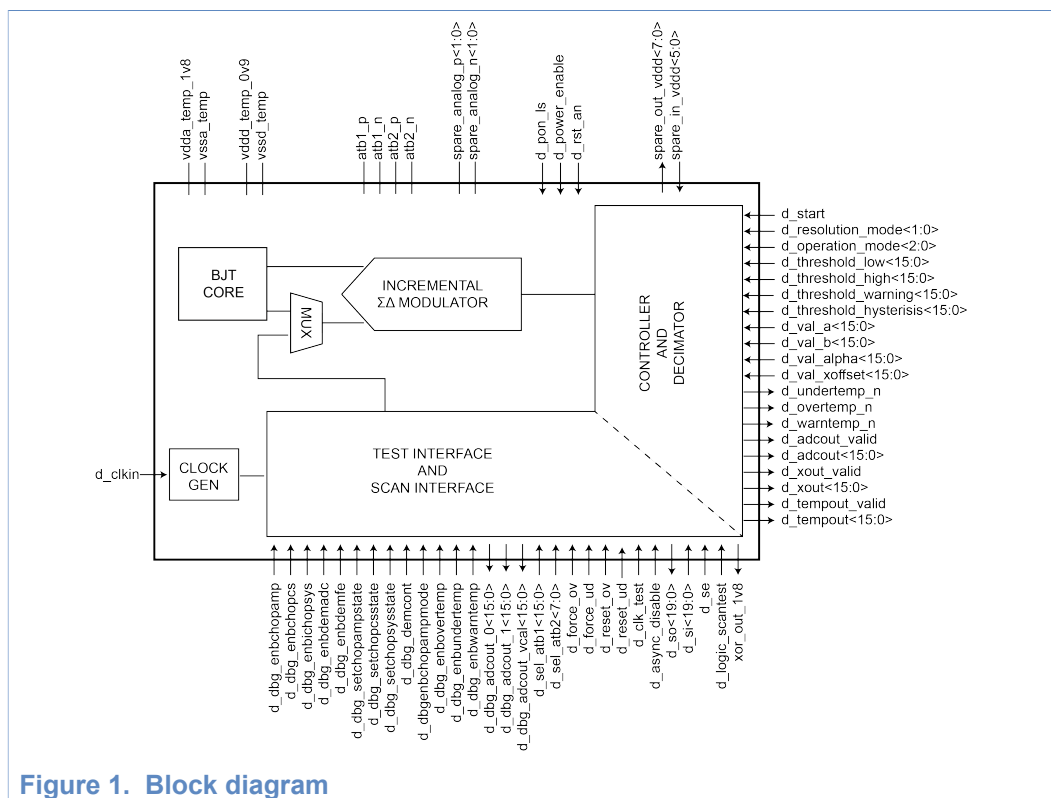 vdda_temp_1v8
vssa_temp
vddd_temp_0v9
vssd_temp
atb1_p
atb1_n
atb2_p
atb2_n
spare_analog_p<1:0>
spare_analog_n<1:0>
d_pon_ls
d_power_enable
d_rst_an
spare_out_vddd<7:0>
spare_in_vddd<5:0>
BJT
CORE
MUX
INCREMENTAL
ΣΔ MODULATOR
CONTROLLER
AND
DECIMATOR
d_start
d_resolution_mode<1:0>
d_operation_mode<2:0>
d_threshold_low<15:0>
d_threshold_high<15:0>
d_threshold_warning<15:0>
d_threshold_hysterisis<15:0>
d_val_a<15:0>
d_val_b<15:0>
d_val_alpha<15:0>
d_val_xoffset<15:0>
d_undertemp_n
d_overtemp_n
d_warntemp_n
d_adcout_valid
d_adcout<15:0>
d_xout_valid
d_xout<15:0>
d_tempout_valid
d_tempout<15:0>
d_clkin
CLOCK
GEN
TEST INTERFACE
AND
SCAN INTERFACE
d_dbg_enbchopamp
d_dbg_enbchopcs
d_dbg_enbichopsys
d_dbg_enbdemadc
d_dbg_enbdemfe
d_dbg_setchopampstate
d_dbg_setchopcsstate
d_dbg_setchopsysstate
d_dbg_demcont
d_dbgenbchopampmode
d_dbg_enbovertemp
d_dbg_enbundertemp
d_dbg_enbwarntemp
d_dbg_adcout_0<15:0>
d_dbg_adcout_1<15:0>
d_dbg_adcout_vcal<15:0>
d_sel_atb1<15:0>
d_sel_atb2<7:0>
d_force_ov
d_force_ud
d_reset_ov
d_reset_ud
d_clk_test
d_async_disable
d_so<19:0>
d_si<19:0>
d_se
d_logic_scantest
xor_out_1v8
Figure 1. Block diagram